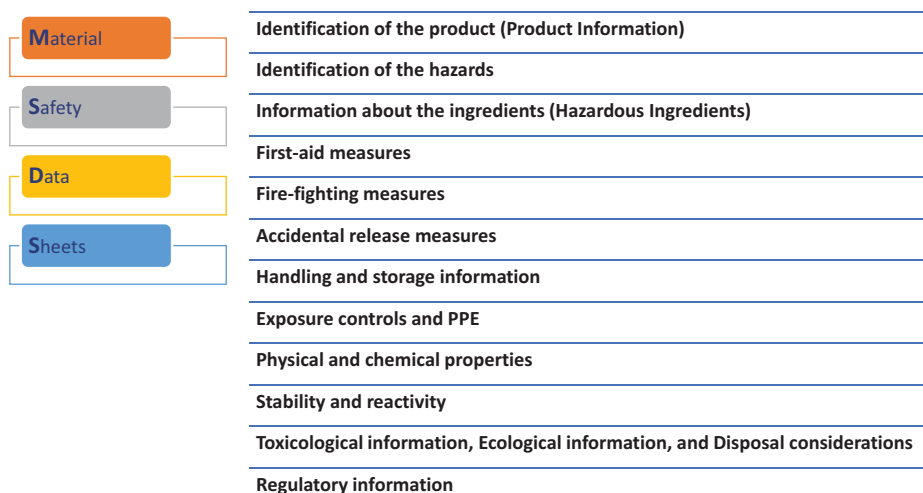 Material
Safety
Data
Sheets
Identification of the product (Product Information)
Identification of the hazards
Information about the ingredients (Hazardous Ingredients)
First-aid measures
Fire-fighting measures
Accidental release measures
Handling and storage information
Exposure controls and PPE
Physical and chemical properties
Stability and reactivity
Toxicological information, Ecological information, and Disposal considerations
Regulatory information